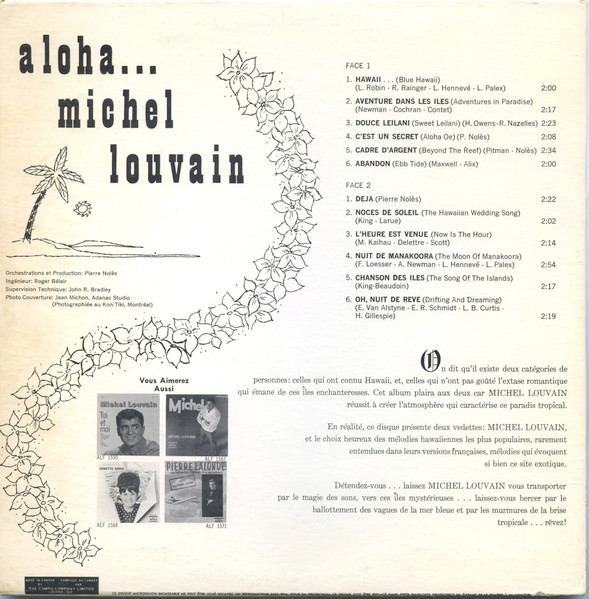 aloha...
michel
louvain
Orchestrations et Production: Pierre Nolès
Ingénieur: Roger Bélair
Supervision Technique: John R. Bradley
Photo Couverture: Jean Michon, Adanac Studio
(Photographiée au Kon-Tiki, Montréal)
FACE 1
1. HAWAII . . . (Blue Hawaii)
(L. Robin - R. Rainger - L. Hennevé - L. Palex) 2:00
2. AVENTURE DANS LES ILES (Adventures in Paradise)
(Newman - Cochran - Contet) 2:17
3. DOUCE LEILANI (Sweet Leilani) (H. Owens-R. Nazelles) 2:23
4. C'EST UN SECRET (Aloha Oe) (P. Nolès) 2:08
5. CADRE D'ARGENT (Beyond The Reef) (Pitman - Nolès) 2:34
6. ABANDON (Ebb Tide) (Maxwell - Alix) 2:00
FACE 2
1. DEJA (Pierre Nolès) 2:22
2. NOCES DE SOLEIL (The Hawaiian Wedding Song)
(King - Larue) 2:02
3. L'HEURE EST VENUE (Now Is The Hour)
(M. Kaihau - Delettre - Scott) 2:14
4. NUIT DE MANAKOORA (The Moon Of Manakoora)
(F. Loesser - A. Newman - L. Hennevé - L. Palex) 2:54
5. CHANSON DES ILES (The Song Of The Islands)
(King-Beaudoin) 2:17
6. OH, NUIT DE REVE (Drifting And Dreaming)
(E. Van Alstyne - E. R. Schmidt - L. B. Curtis -
H. Gillespie) 2:19
On dit qu'il existe deux catégories de
personnes: celles qui ont connu Hawaii, et, celles qui n'ont pas goûté l'extase romantique
qui émane de ces îles enchanteresses. Cet album plaira aux deux car MICHEL LOUVAIN
réussit à créer l'atmosphère qui caractérise ce paradis tropical.
En réalité, ce disque présente deux vedettes: MICHEL LOUVAIN,
et le choix heureux des mélodies hawaiiennes les plus populaires, rarement
entendues dans leurs versions françaises, mélodies qui évoquent
si bien ce site exotique.
Détendez-vous . . . laissez MICHEL LOUVAIN vous transporter
par le magie des sons, vers ces îles mystérieuses . . . laissez-vous bercer par le
ballottement des vagues de la mer bleue et par les murmures de la brise
tropicale . . . rêvez!
Vous Aimerez
Aussi
Michel Louvain
Toi
et
moi
ALF 1550
Michel
ALF 1562
ALF 1568
PIERRE LALONDE
ALF 1571